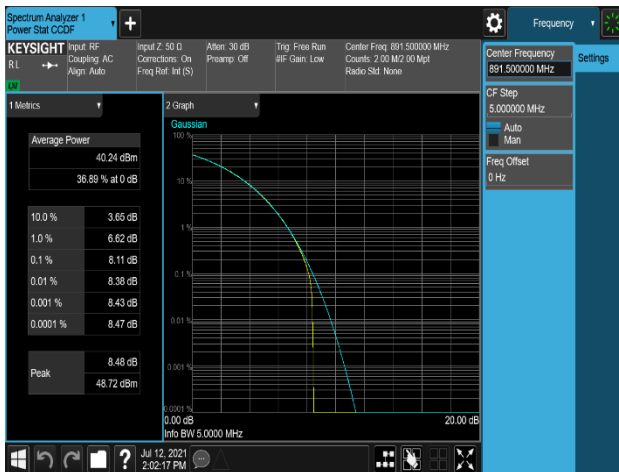 Spectrum Analyzer 1
Power Stat CCDF
Frequency
KEYSIGHT
RL
LW
Input: RF
Coupling: AC
Align: Auto
Input Z: 50 Ω
Corrections: On
Freq Ref: Int (S)
Atten: 30 dB
Preamp: Off
Trig: Free Run
#IF Gain: Low
Center Freq: 891.500000 MHz
Counts: 2.00 M/2.00 Mpt
Radio Std: None
Center Frequency
891.500000 MHz
Settings
CF Step
5.000000 MHz
Auto
Man
Freq Offset
0 Hz
1 Metrics
Average Power
40.24 dBm
36.89 % at 0 dB
10.0 % 3.65 dB
1.0 % 6.62 dB
0.1 % 8.11 dB
0.01 % 8.38 dB
0.001 % 8.43 dB
0.0001 % 8.47 dB
Peak
8.48 dB
48.72 dBm
2 Graph
Gaussian
100 %
10 %
1 %
0.1 %
0.01 %
0.001 %
0.0001 %
0.00 dB 20.00 dB
Info BW 5.0000 MHz
?
Jul 12, 2021
2:02:17 PM